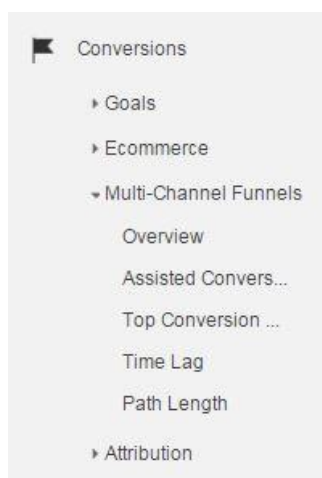 Conversions
Goals
Ecommerce
Multi-Channel Funnels
Overview
Assisted Convers...
Top Conversion ...
Time Lag
Path Length
Attribution